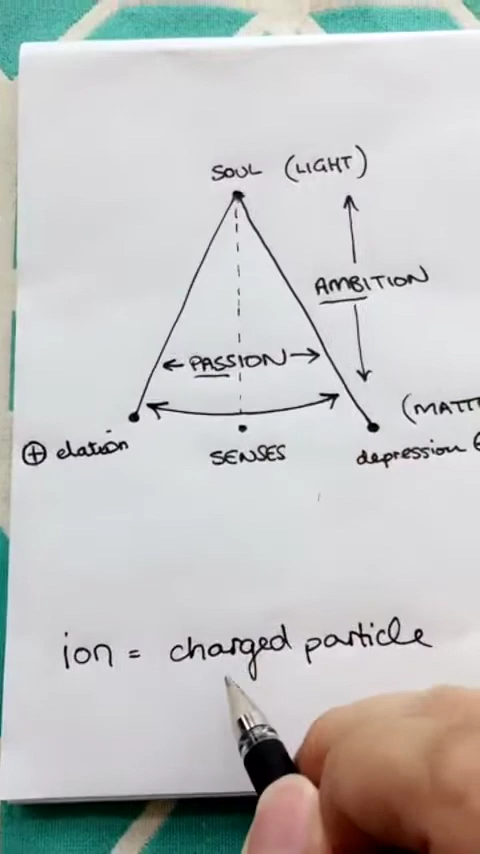 SOUL (LIGHT)
AMBITION
← PASSION →
⊕ elation
SENSES
depression
ion = charged particle